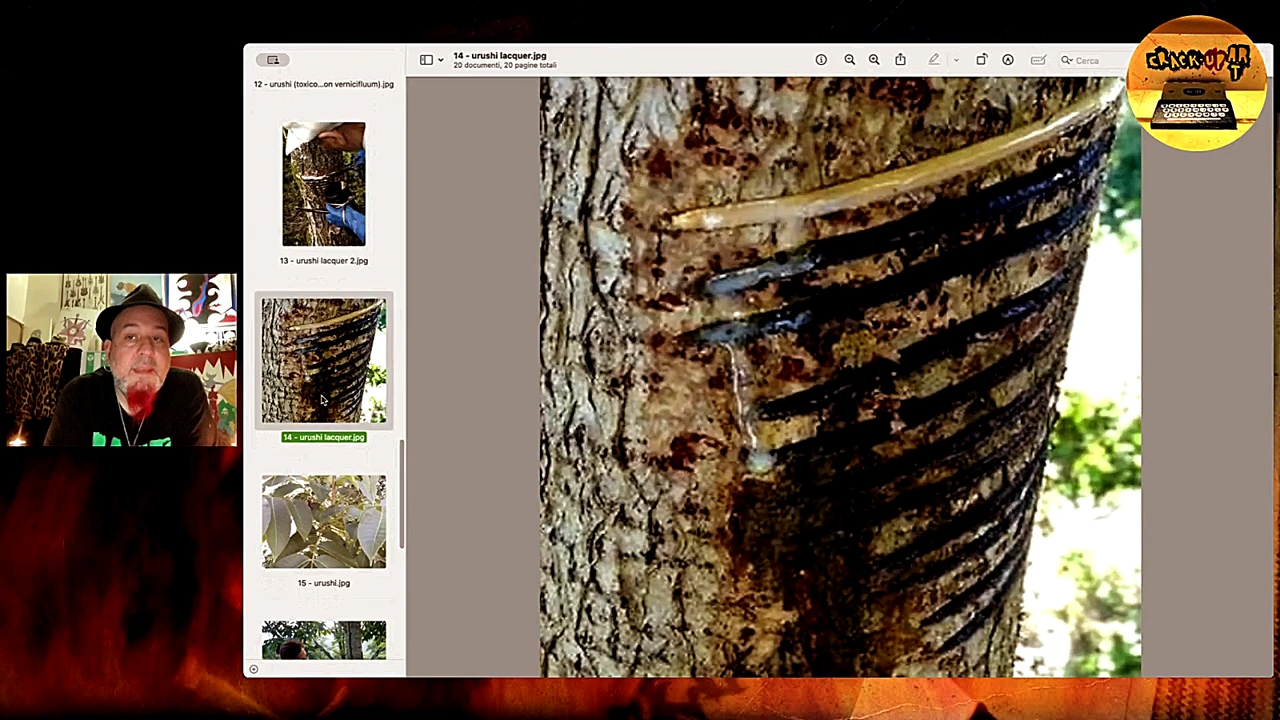 14 - urushi lacquer.jpg
20 documenti, 20 pagine totali
Cerca
CRACK-UP
12 - urushi (toxico...on vernicifluum).jpg
13 - urushi lacquer 2.jpg
14 - urushi lacquer.jpg
15 - urushi.jpg